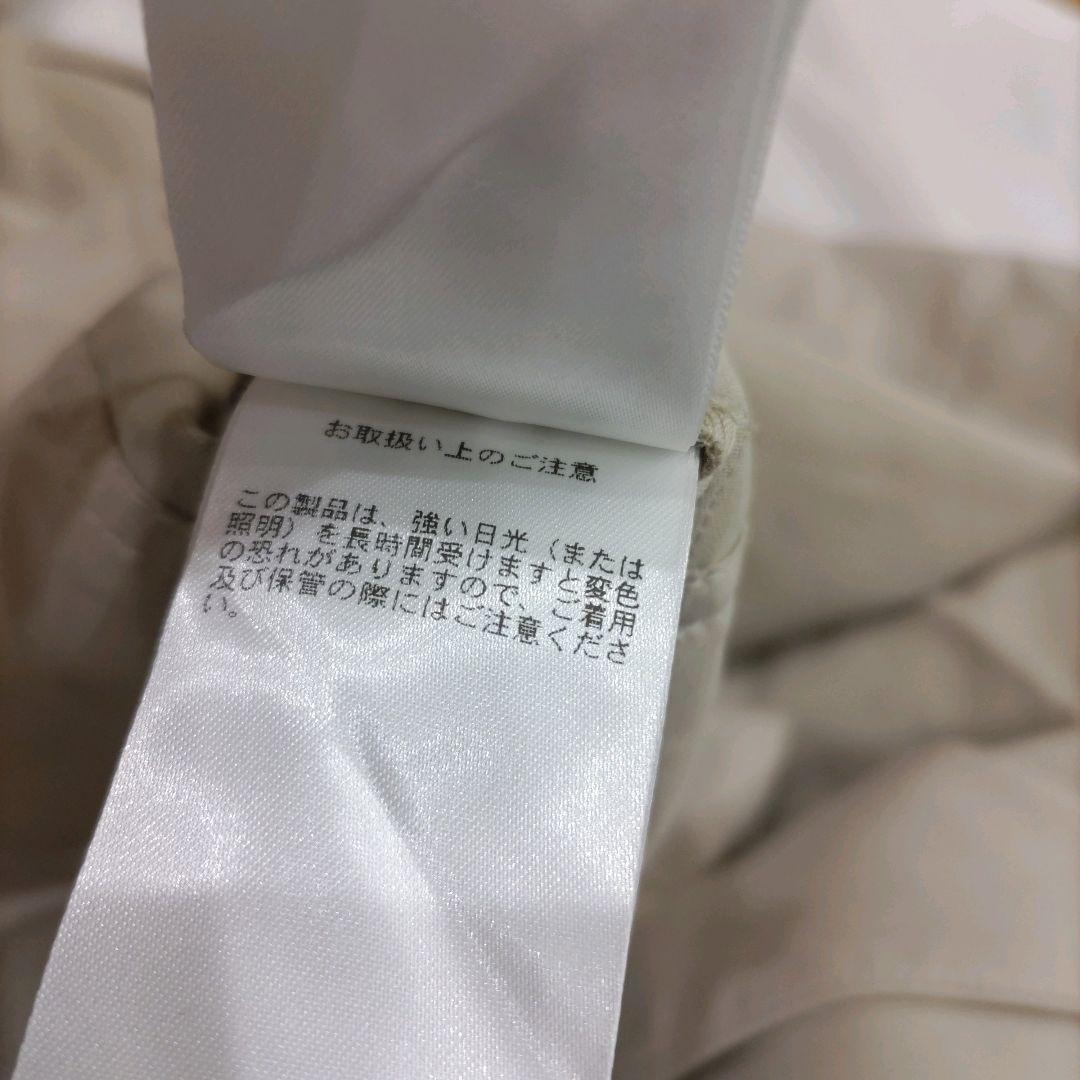 お取扱い上のご注意
この製品は、強い日光（または
照明）を長時間受けますと変色
の恐れがありますので、ご着用
及び保管の際にはご注意くださ
い。